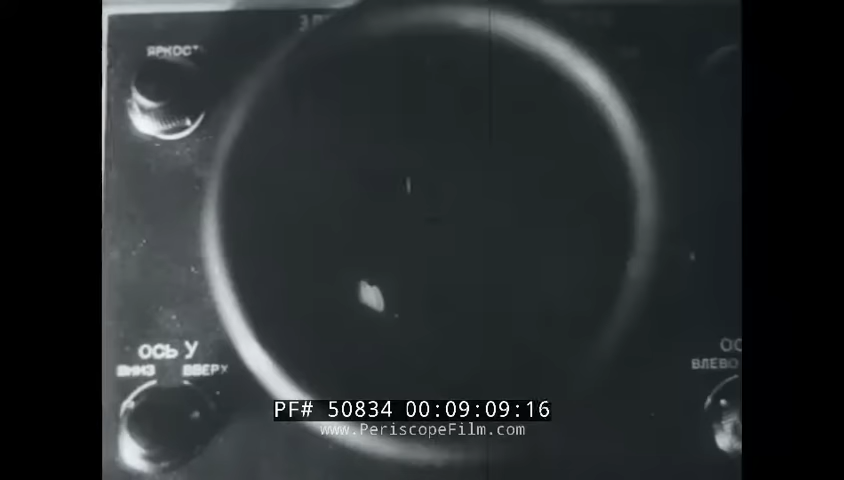 ЯРКОСТЬ
ОСЬ У
ВНИЗ ВВЕРХ
ВЛЕВО
PF# 50834 00:09:09:16
www.PeriscopeFilm.com